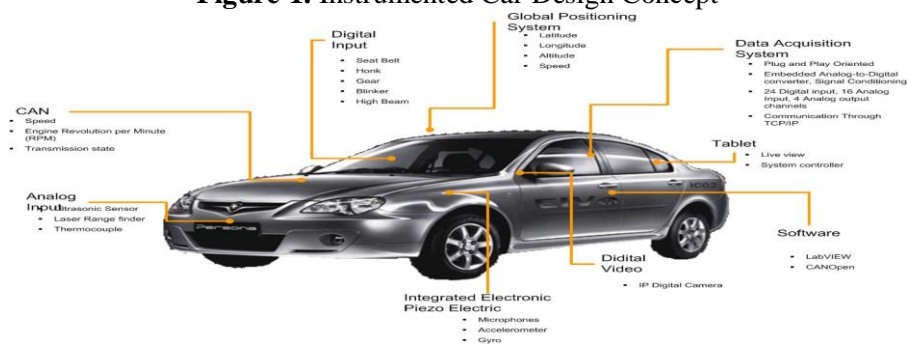 Figure 1. Instrumented Car Design Concept
Global Positioning
System
• Latitude
• Longitude
• Altitude
• Speed
Digital
Input
• Seat Belt
• Honk
• Gear
• Blinker
• High Beam
Data Acquisition
System
• Plug and Play Oriented
• Embedded Analog-to-Digital
converter, Signal Conditioning
• 24 Digital input, 16 Analog
Input, 4 Analog output
channels
• Communication Through
TCP/IP
CAN
• Speed
• Engine Revolution per Minute
(RPM)
• Transmission state
Tablet
• Live view
• System controller
Analog
Input
• Ultrasonic Sensor
• Laser Range finder
• Thermocouple
Persona
IC02
Software
• LabVIEW
• CANOpen
Didital
Video
• IP Digital Camera
Integrated Electronic
Piezo Electric
• Microphones
• Accelerometer
• Gyro